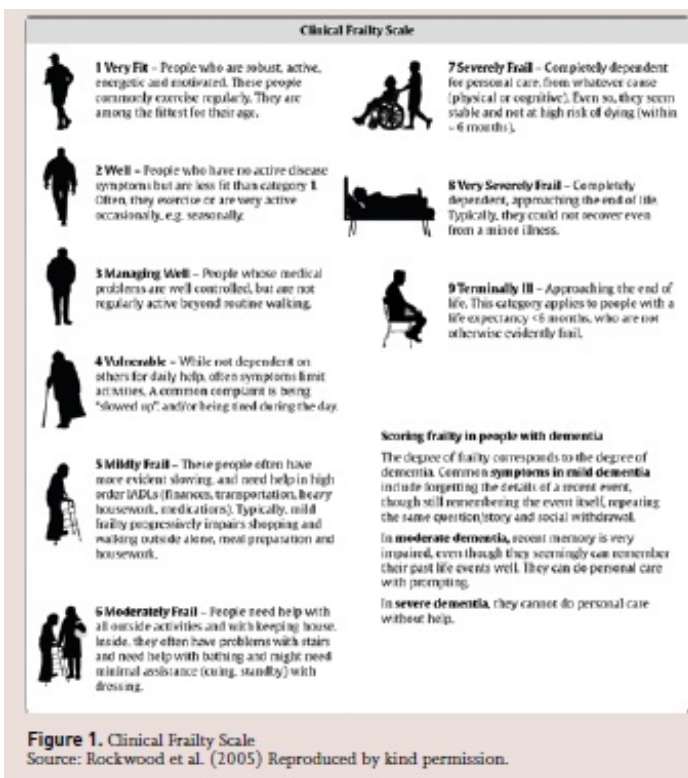 Clinical Frailty Scale
1 Very Fit – People who are robust, active,
energetic and motivated. These people
commonly exercise regularly. They are
among the fittest for their age.
2 Well – People who have no active disease
symptoms but are less fit than category 1.
Often, they exercise or are very active
occasionally, e.g. seasonally.
3 Managing Well – People whose medical
problems are well controlled, but are not
regularly active beyond routine walking.
4 Vulnerable – While not dependent on
others for daily help, often symptoms limit
activities. A common complaint is being
"slowed up", and/or being tired during the day.
5 Mildly Frail – These people often have
more evident slowing, and need help in high
order IADLs (finances, transportation, heavy
housework, medications). Typically, mild
frailty progressively impairs shopping and
walking outside alone, meal preparation and
housework.
6 Moderately Frail – People need help with
all outside activities and with keeping house.
Inside, they often have problems with stairs
and need help with bathing and might need
minimal assistance (cuing, standby) with
dressing.
7 Severely Frail – Completely dependent
for personal care, from whatever cause
(physical or cognitive). Even so, they seem
stable and not at high risk of dying (within
~ 6 months).
8 Very Severely Frail – Completely
dependent, approaching the end of life.
Typically, they could not recover even
from a minor illness.
9 Terminally Ill – Approaching the end of
life. This category applies to people with a
life expectancy <6 months, who are not
otherwise evidently frail.
Scoring frailty in people with dementia
The degree of frailty corresponds to the degree of
dementia. Common symptoms in mild dementia
include forgetting the details of a recent event,
though still remembering the event itself, repeating
the same question/story and social withdrawal.
In moderate dementia, recent memory is very
impaired, even though they seemingly can remember
their past life events well. They can do personal care
with prompting.
In severe dementia, they cannot do personal care
without help.
Figure 1. Clinical Frailty Scale
Source: Rockwood et al. (2005) Reproduced by kind permission.